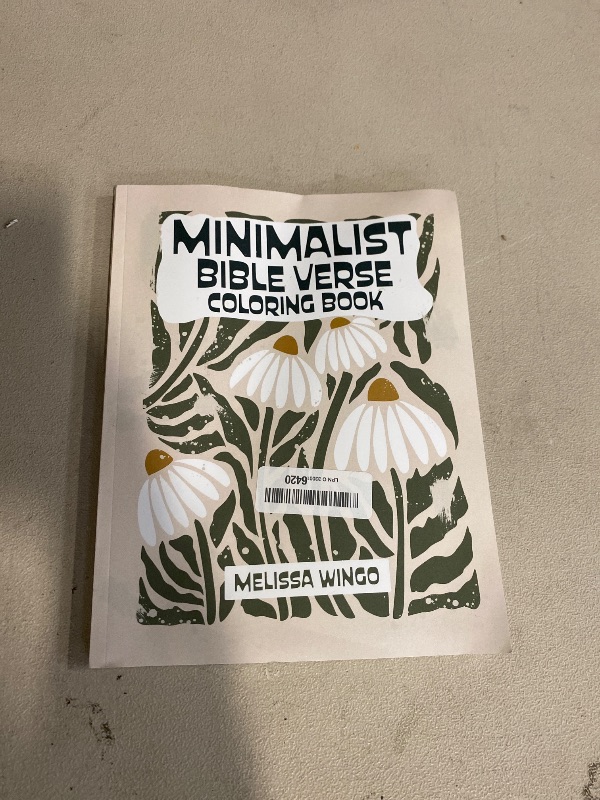 MINIMALIST
BIBLE VERSE
COLORING BOOK
6420
MELISSA WINGO